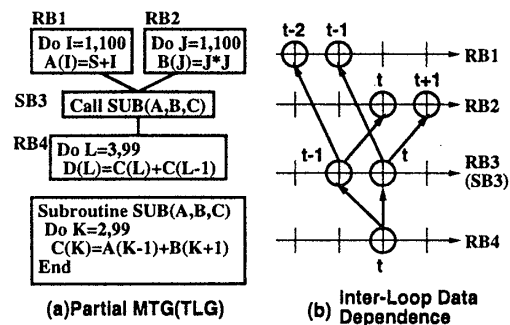 RB1
Do I=1,100
A(I)=S+I
RB2
Do J=1,100
B(J)=J*J
SB3
Call SUB(A,B,C)
RB4
Do L=3,99
D(L)=C(L)+C(L-1)
Subroutine SUB(A,B,C)
Do K=2,99
C(K)=A(K-1)+B(K+1)
End
(a)Partial MTG(TLG)
t-2
t-1
RB1
t
t+1
RB2
t-1
t
RB3
(SB3)
RB4
t
(b) Inter-Loop Data
Dependence